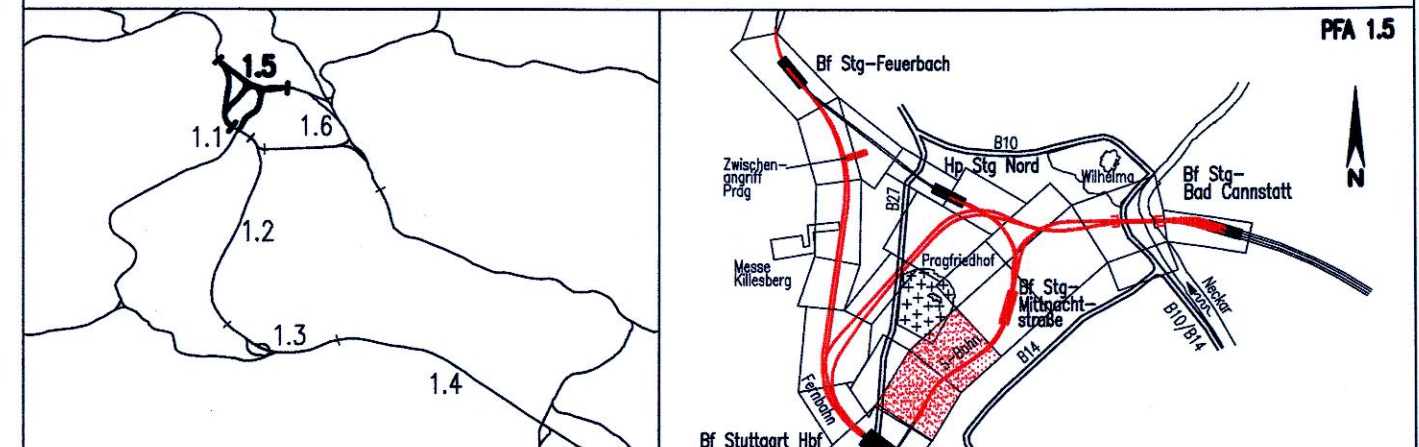 1.5
1.1
1.6
1.2
1.3
1.4
PFA 1.5
Bf Stg-Feuerbach
N
B10
Zwischen-
angriff
Prag
Hp Stg Nord
Wilhelma
Bf Stg-
Bad Cannstatt
B27
Messe
Killesberg
Pragfriedhof
Bf Stg-
Mittnacht-
straße
Neckar
B10/B14
S-Bahn
B14
Fernbahn
Bf Stuttgart Hbf